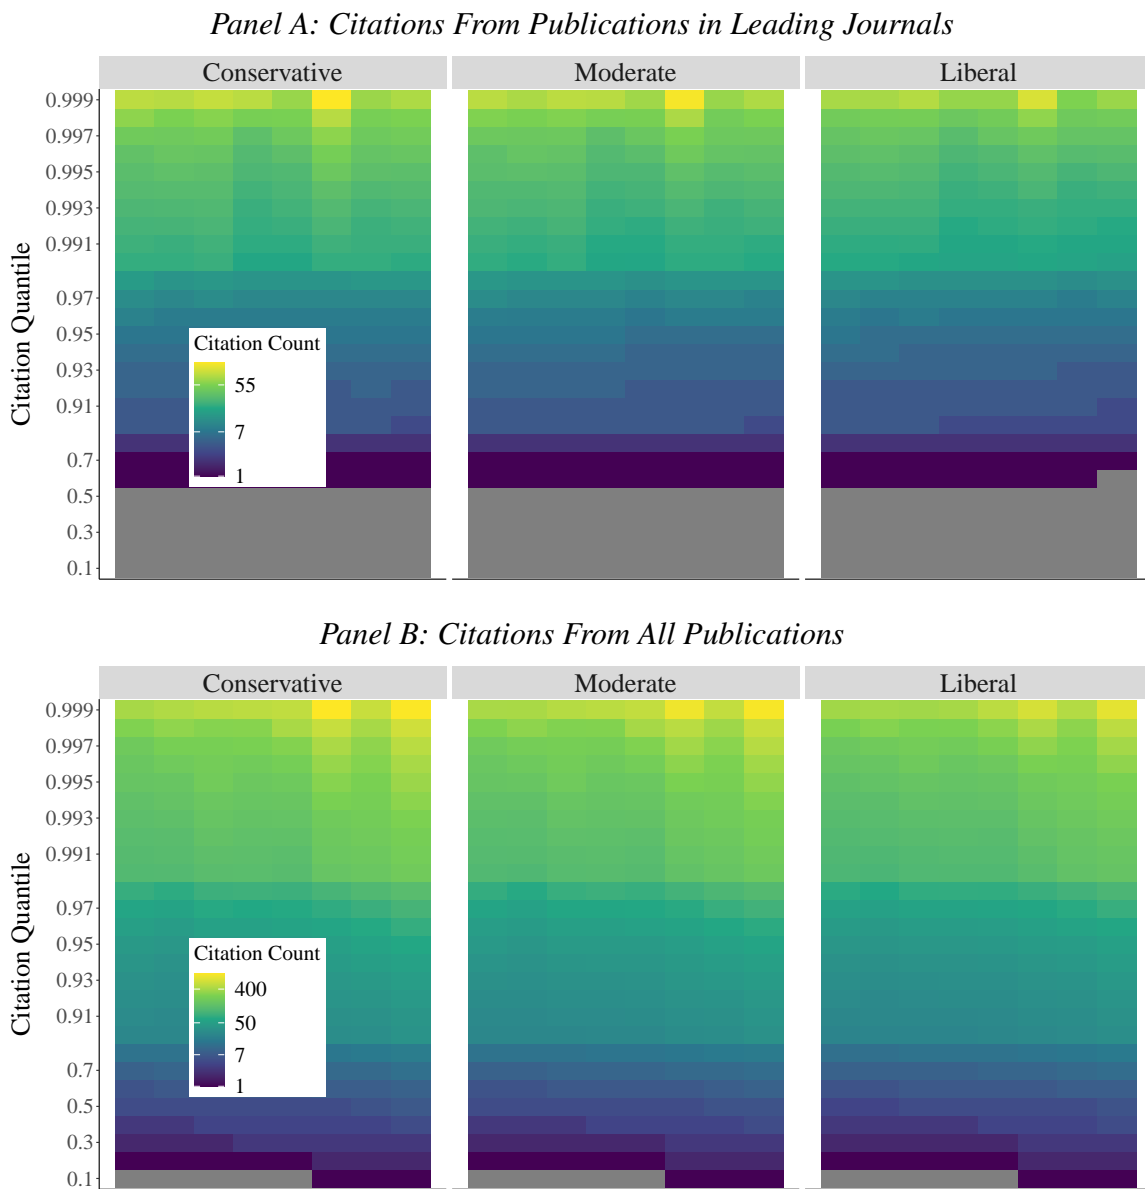 Panel A: Citations From Publications in Leading Journals
Conservative
Moderate
Liberal
Citation Quantile
0.999
0.997
0.995
0.993
0.991
0.97
0.95
0.93
0.91
0.7
0.5
0.3
0.1
Citation Count
55
7
1
Panel B: Citations From All Publications
Conservative
Moderate
Liberal
Citation Quantile
0.999
0.997
0.995
0.993
0.991
0.97
0.95
0.93
0.91
0.7
0.5
0.3
0.1
Citation Count
400
50
7
1